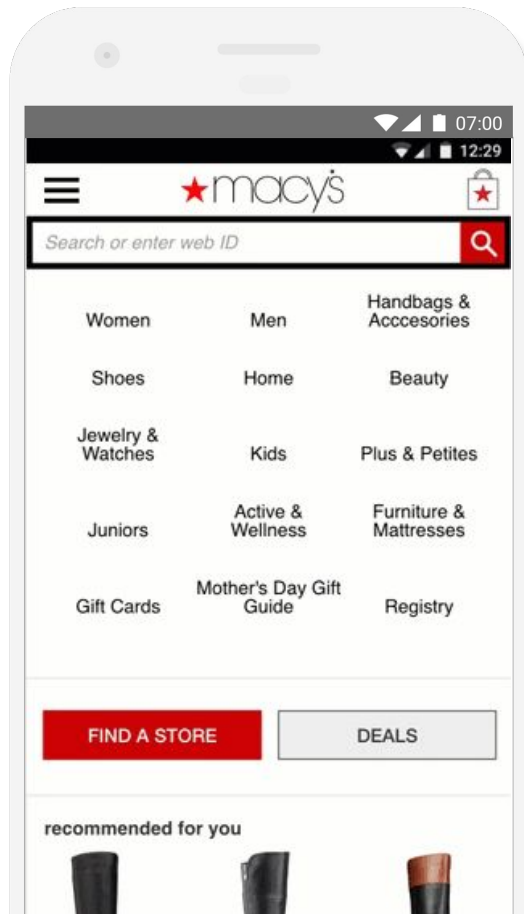 07:00
12:29
macy's
Search or enter web ID
Women
Men
Handbags &
Acccesories
Shoes
Home
Beauty
Jewelry &
Watches
Kids
Plus & Petites
Juniors
Active &
Wellness
Furniture &
Mattresses
Gift Cards
Mother's Day Gift
Guide
Registry
FIND A STORE
DEALS
recommended for you